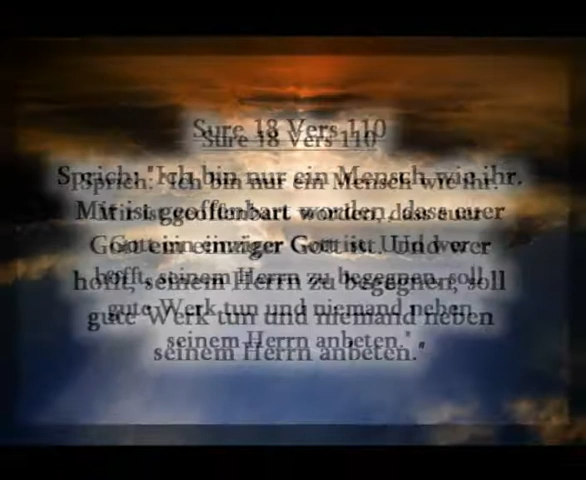 Sure 18 Vers 110
Sprich: "Ich bin nur ein Mensch wie ihr.
Mir ist geoffenbart worden, dass euer
Gott ein einziger Gott ist. Und wer
hofft, seinem Herrn zu begegnen, soll
gute Werk tun und niemand neben
seinem Herrn anbeten."